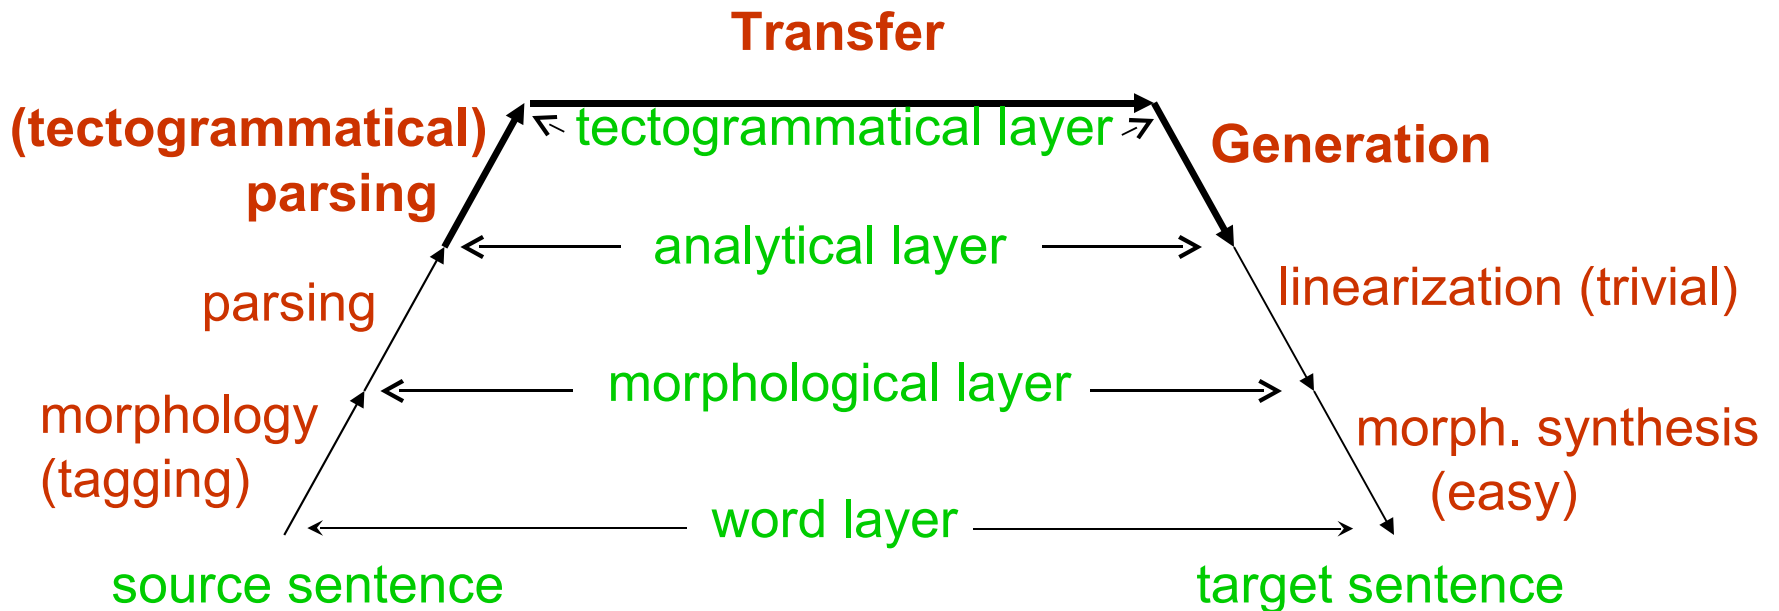 Transfer
(tectogrammatical)
parsing
tectogrammatical layer
Generation
analytical layer
parsing
linearization (trivial)
morphological layer
morphology
(tagging)
morph. synthesis
(easy)
word layer
source sentence
target sentence